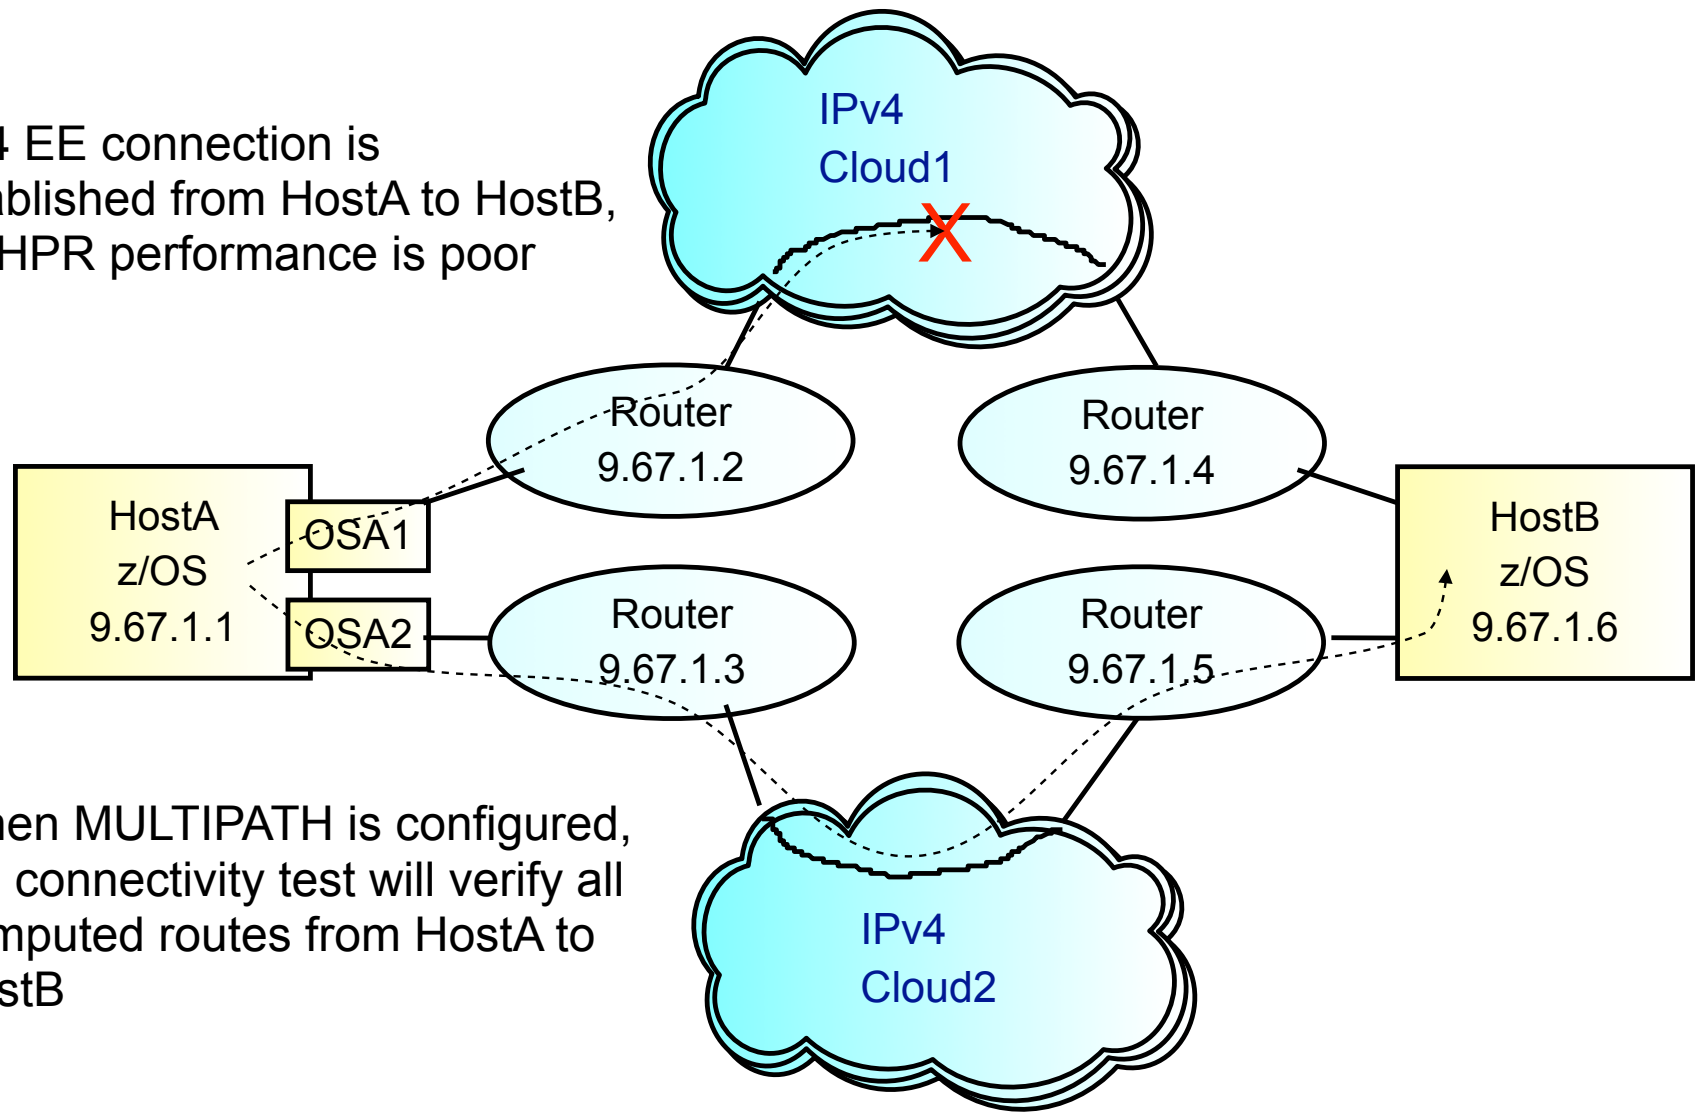 4 EE connection is
ablished from HostA to HostB,
HPR performance is poor
IPv4
Cloud1
X
Router
9.67.1.2
Router
9.67.1.4
HostA
z/OS
9.67.1.1
OSA1
OSA2
HostB
z/OS
9.67.1.6
Router
9.67.1.3
Router
9.67.1.5
hen MULTIPATH is configured,
connectivity test will verify all
mputed routes from HostA to
stB
IPv4
Cloud2